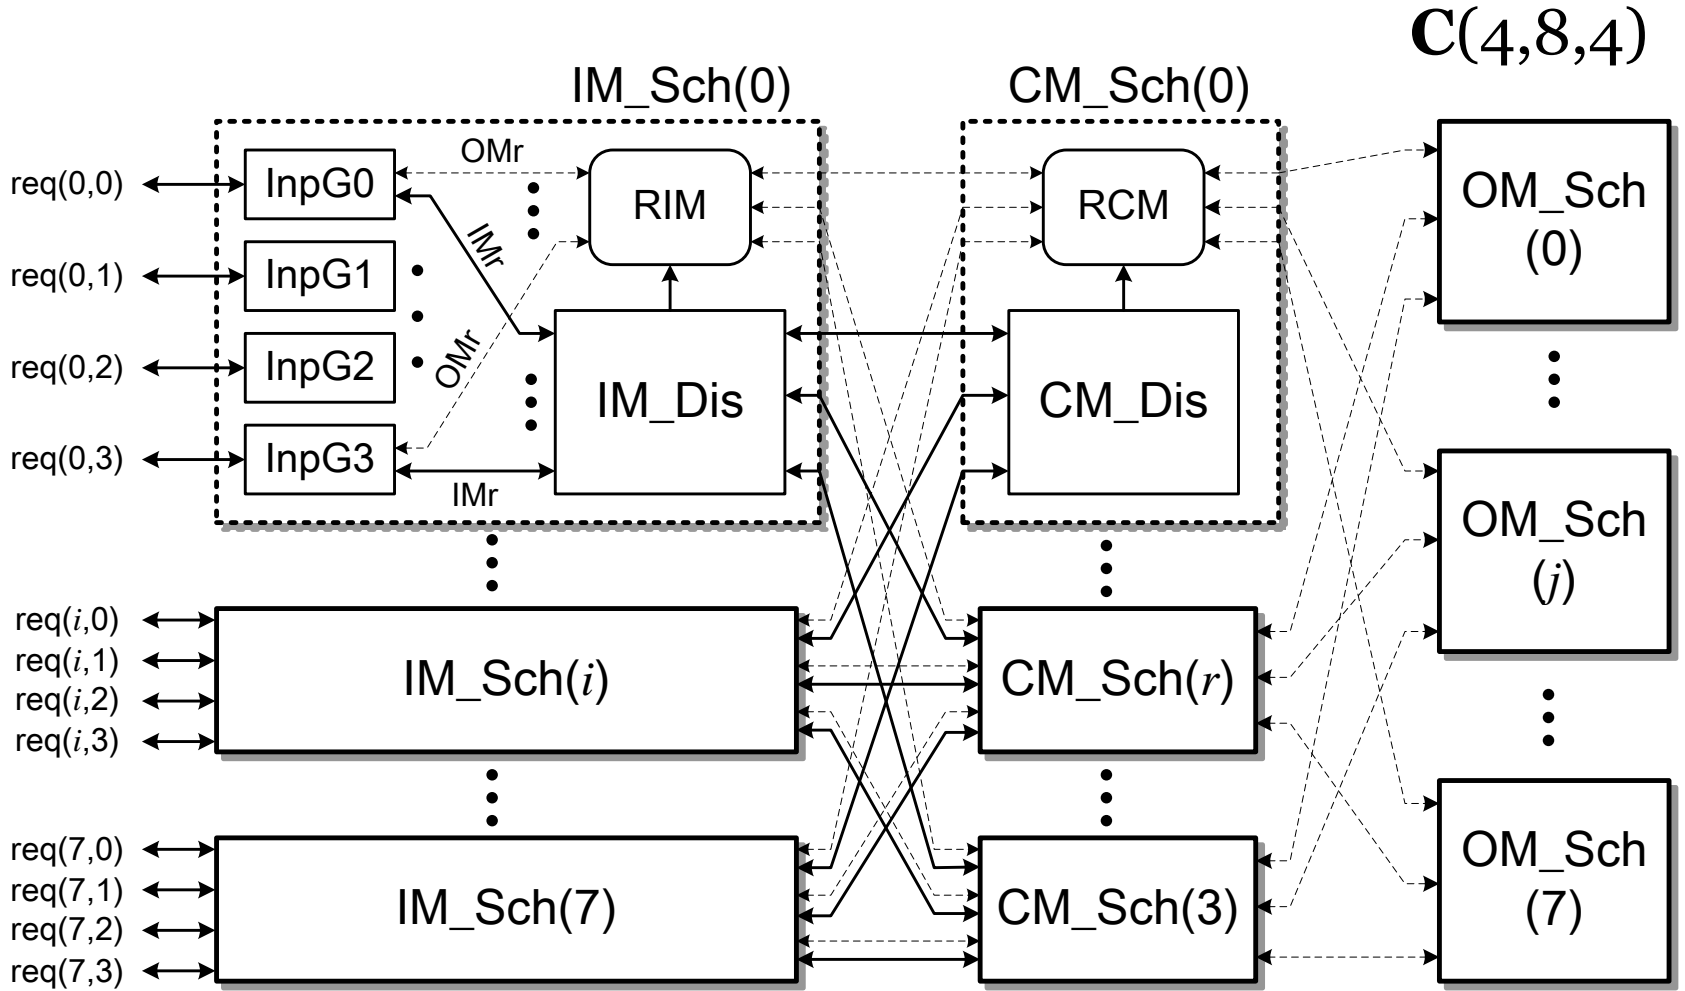 C(4,8,4)
IM_Sch(0)
CM_Sch(0)
req(0,0)
InpG0
OMr
RIM
RCM
OM_Sch
(0)
IMr
req(0,1)
InpG1
req(0,2)
InpG2
OMr
IM_Dis
CM_Dis
req(0,3)
InpG3
IMr
OM_Sch
(j)
req(i,0)
req(i,1)
req(i,2)
req(i,3)
IM_Sch(i)
CM_Sch(r)
req(7,0)
req(7,1)
req(7,2)
req(7,3)
IM_Sch(7)
CM_Sch(3)
OM_Sch
(7)